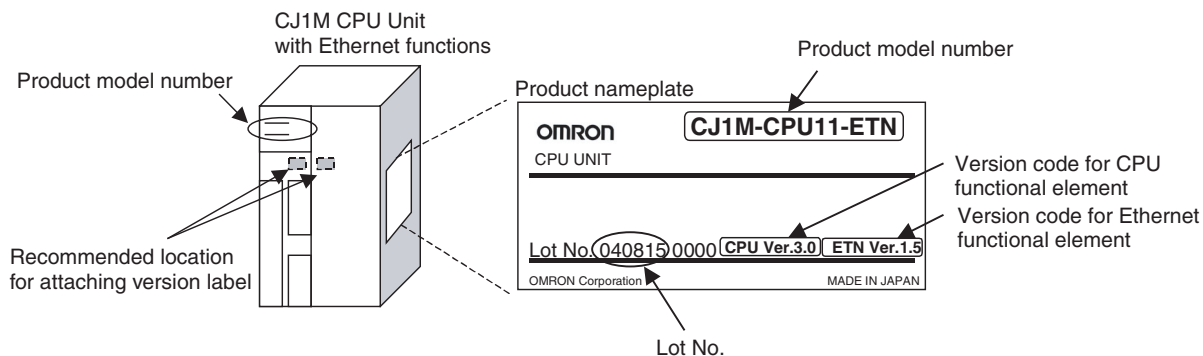 CJ1M CPU Unit
with Ethernet functions
Product model number
Recommended location
for attaching version label
Product nameplate
Product model number
OMRON
CJ1M-CPU11-ETN
CPU UNIT
Version code for CPU
functional element
Version code for Ethernet
functional element
Lot No. 040815 0000 CPU Ver.3.0 ETN Ver.1.5
OMRON Corporation MADE IN JAPAN
Lot No.